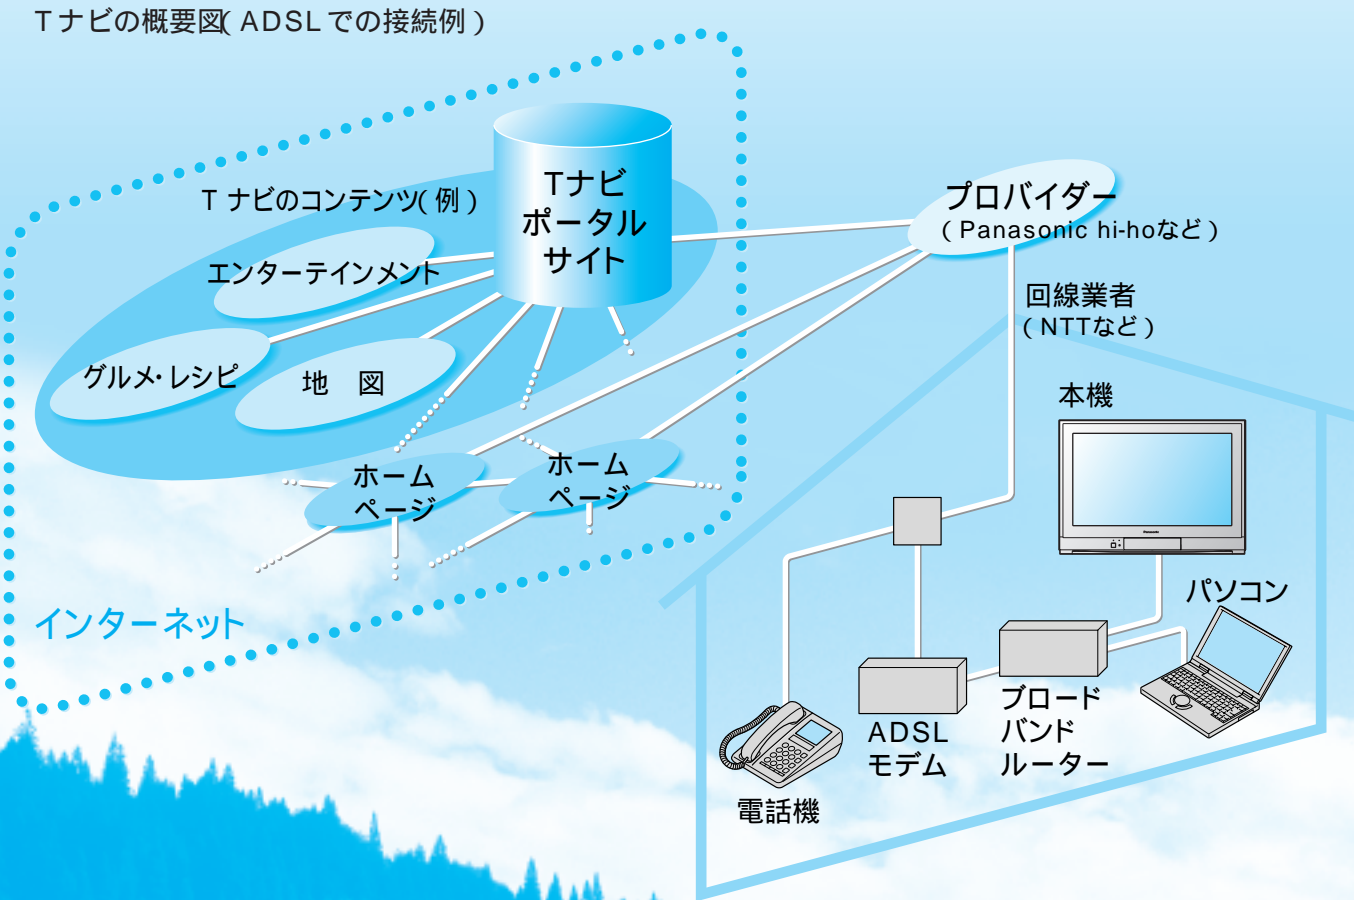 Tナビの概要図(ADSLでの接続例)
Tナビのコンテンツ(例)
Tナビ
ポータル
サイト
エンターテインメント
グルメ・レシピ
地 図
ホーム
ページ
ホーム
ページ
インターネット
プロバイダー
(Panasonic hi-hoなど)
回線業者
(NTTなど)
本機
Panasonic
パソコン
ブロード
バンド
ルーター
ADSL
モデム
電話機